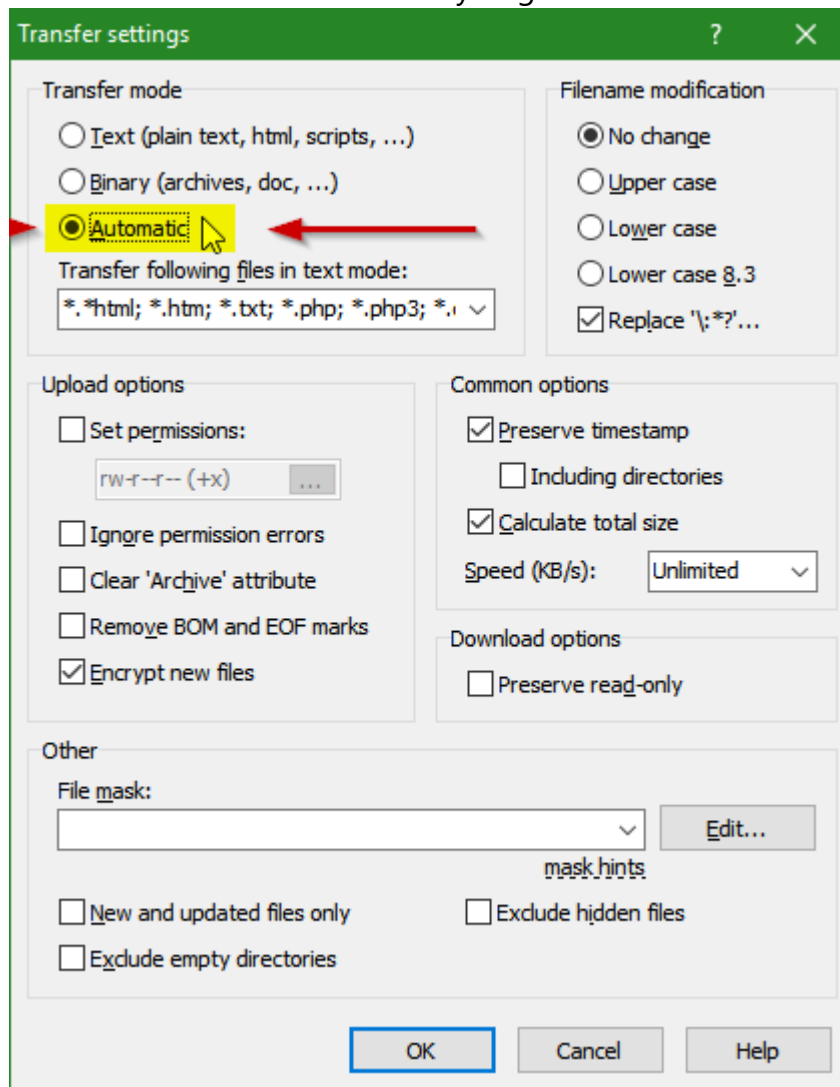 Transfer settings ? ×
Transfer mode
Text (plain text, html, scripts, ...)
Binary (archives, doc, ...)
Automatic
Transfer following files in text mode:
*.*html; *.htm; *.txt; *.php; *.php3; *.
Filename modification
No change
Upper case
Lower case
Lower case 8.3
Replace '\:*?'...
Upload options
Set permissions:
rw-r--r-- (+x) ...
Ignore permission errors
Clear 'Archive' attribute
Remove BOM and EOF marks
Encrypt new files
Common options
Preserve timestamp
Including directories
Calculate total size
Speed (KB/s): Unlimited
Download options
Preserve read-only
Other
File mask:
Edit...
mask hints
New and updated files only
Exclude hidden files
Exclude empty directories
OK Cancel Help